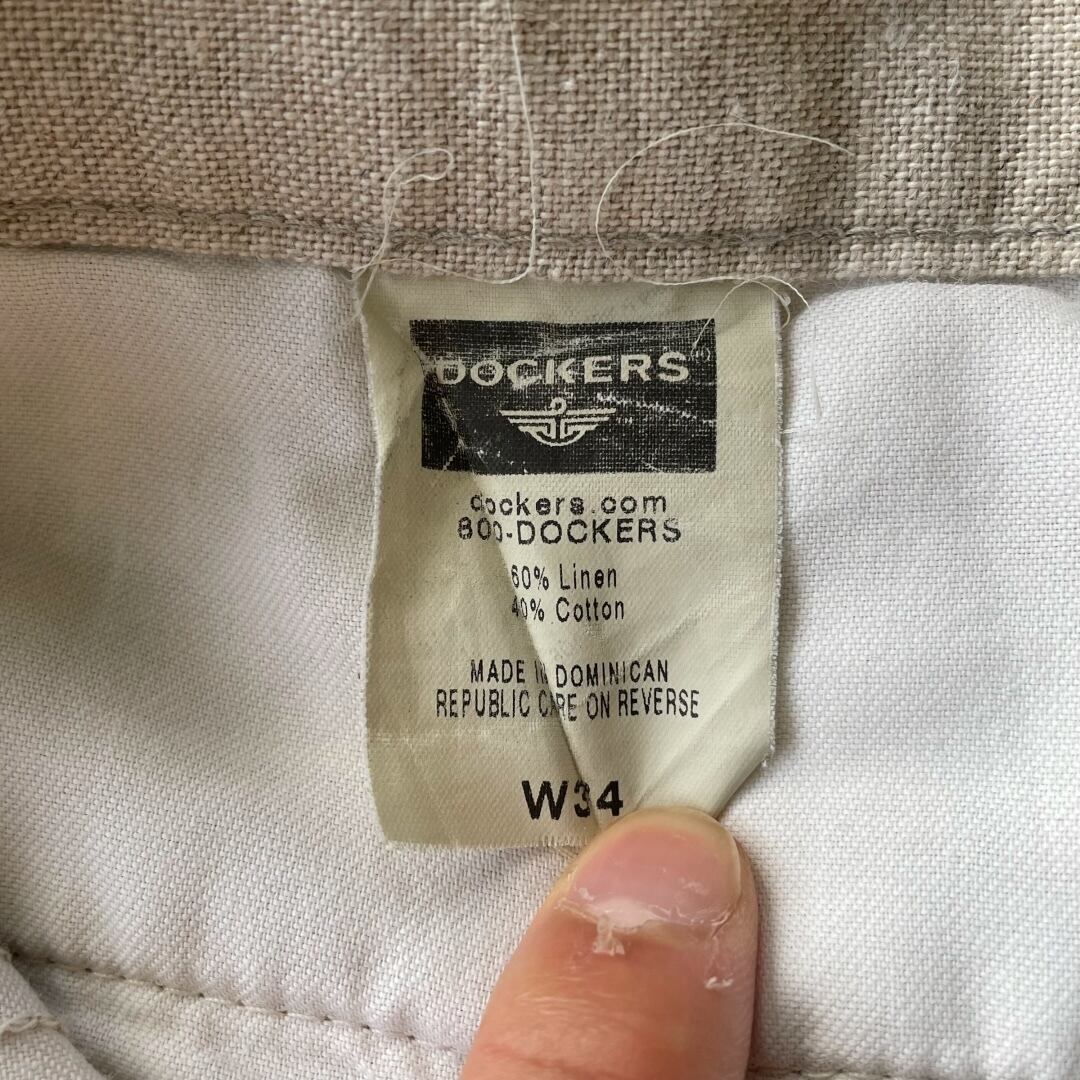 DOCKERS®
dockers.com
800-DOCKERS
60% Linen
40% Cotton
MADE IN DOMINICAN
REPUBLIC CARE ON REVERSE
W34